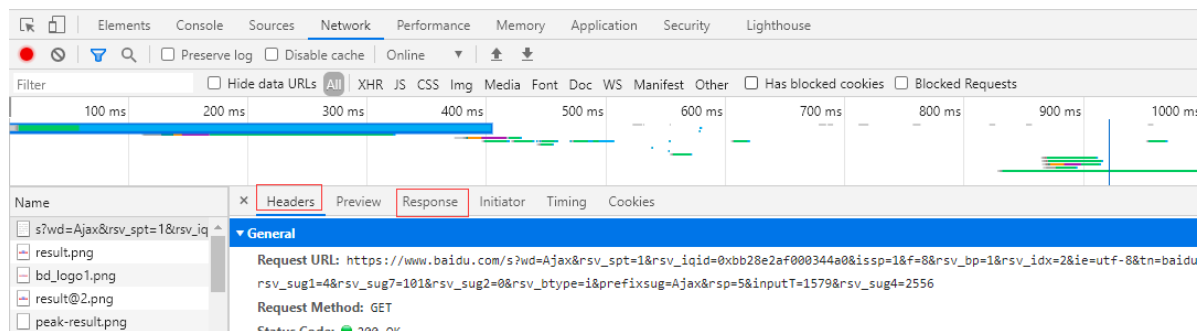 Elements Console Sources Network Performance Memory Application Security Lighthouse
Preserve log Disable cache Online
Filter Hide data URLs All XHR JS CSS Img Media Font Doc WS Manifest Other Has blocked cookies Blocked Requests
100 ms 200 ms 300 ms 400 ms 500 ms 600 ms 700 ms 800 ms 900 ms 1000 ms
Name × Headers Preview Response Initiator Timing Cookies
s?wd=Ajax&rsv_spt=1&rsv_iq
result.png
bd_logo1.png
result@2.png
peak-result.png
General
Request URL: https://www.baidu.com/s?wd=Ajax&rsv_spt=1&rsv_iqid=0xbb28e2af000344a0&issp=1&f=8&rsv_bp=1&rsv_idx=2&ie=utf-8&tn=baidu
rsv_sug1=4&rsv_sug7=101&rsv_sug2=0&rsv_btype=i&prefixsug=Ajax&rsp=5&inputT=1579&rsv_sug4=2556
Request Method: GET
Status Code: 200 OK